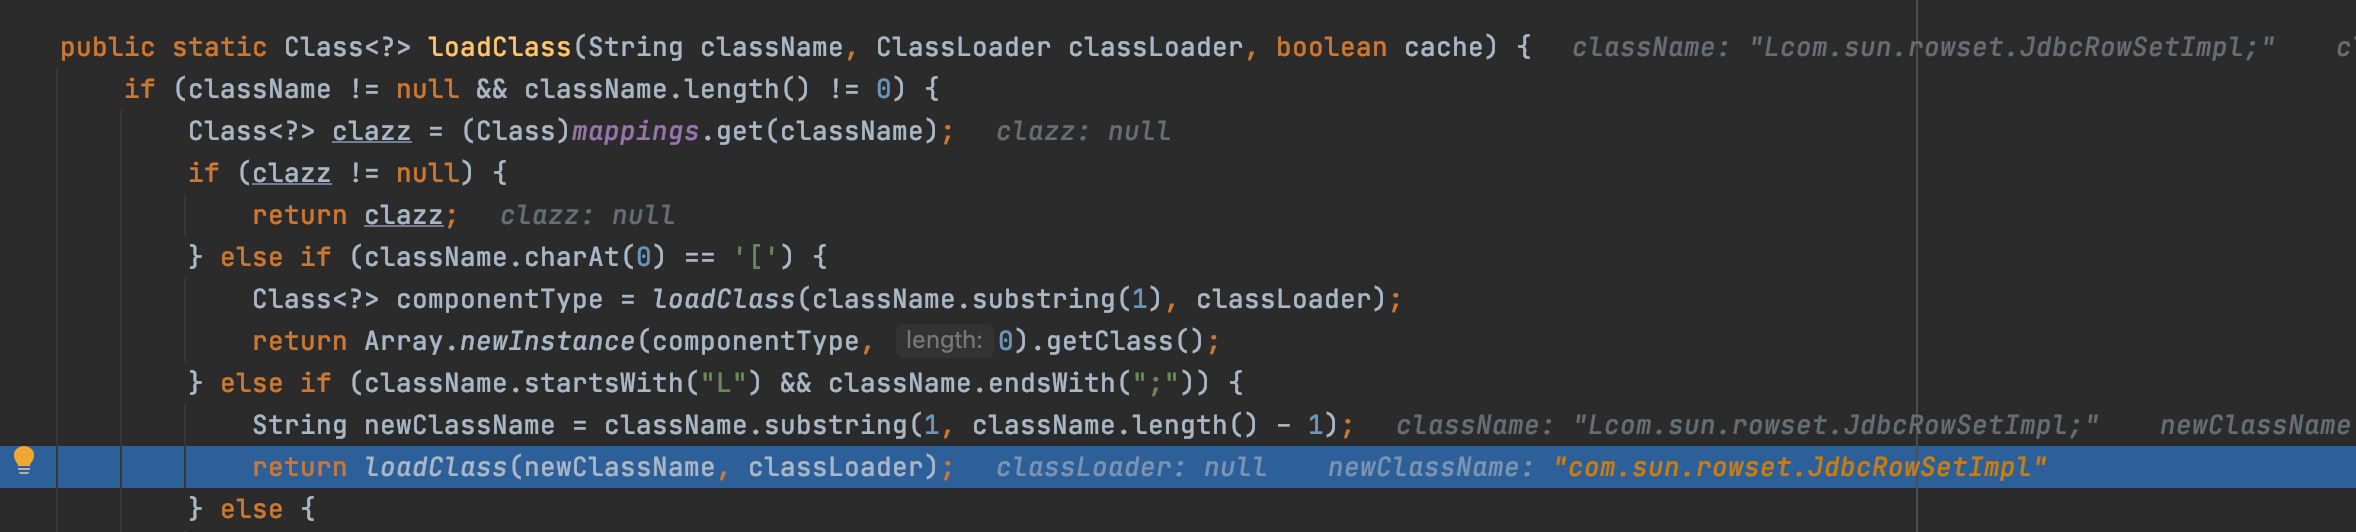 public static Class<?> loadClass(String className, ClassLoader classLoader, boolean cache) { className: "Lcom.sun.rowset.JdbcRowSetImpl;"
if (className != null && className.length() != 0) {
Class<?> clazz = (Class)mappings.get(className); clazz: null
if (clazz != null) {
return clazz; clazz: null
} else if (className.charAt(0) == '[') {
Class<?> componentType = loadClass(className.substring(1), classLoader);
return Array.newInstance(componentType, length: 0).getClass();
} else if (className.startsWith("L") && className.endsWith(";")) {
String newClassName = className.substring(1, className.length() - 1); className: "Lcom.sun.rowset.JdbcRowSetImpl;" newClassName
return loadClass(newClassName, classLoader); classLoader: null newClassName: "com.sun.rowset.JdbcRowSetImpl"
} else {